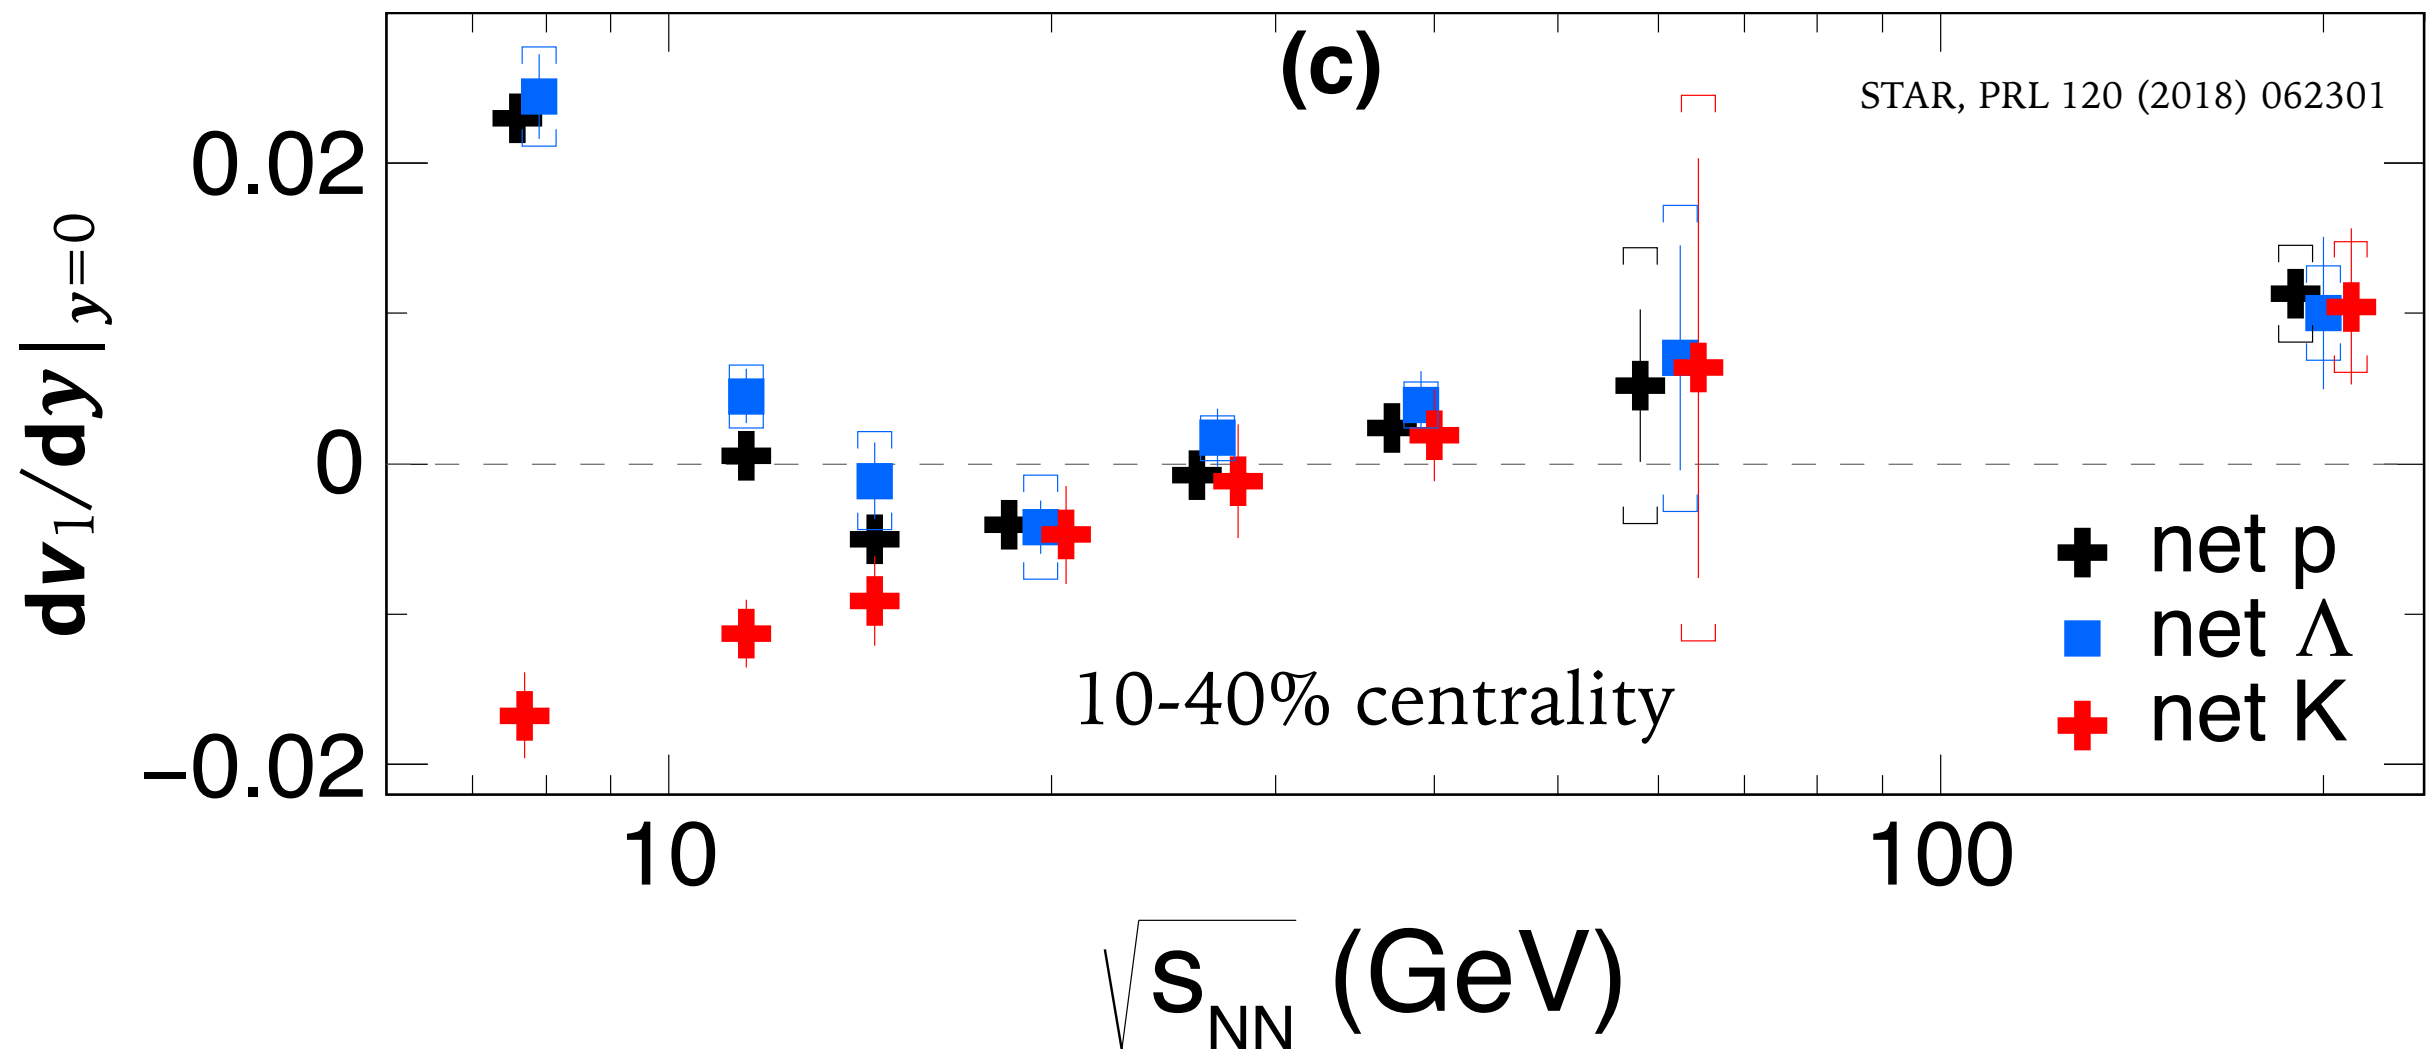 (c)
STAR, PRL 120 (2018) 062301
dv₁/dy|y=0
0.02
0
−0.02
10-40% centrality
net p
net Λ
net K
10
100
√sNN (GeV)